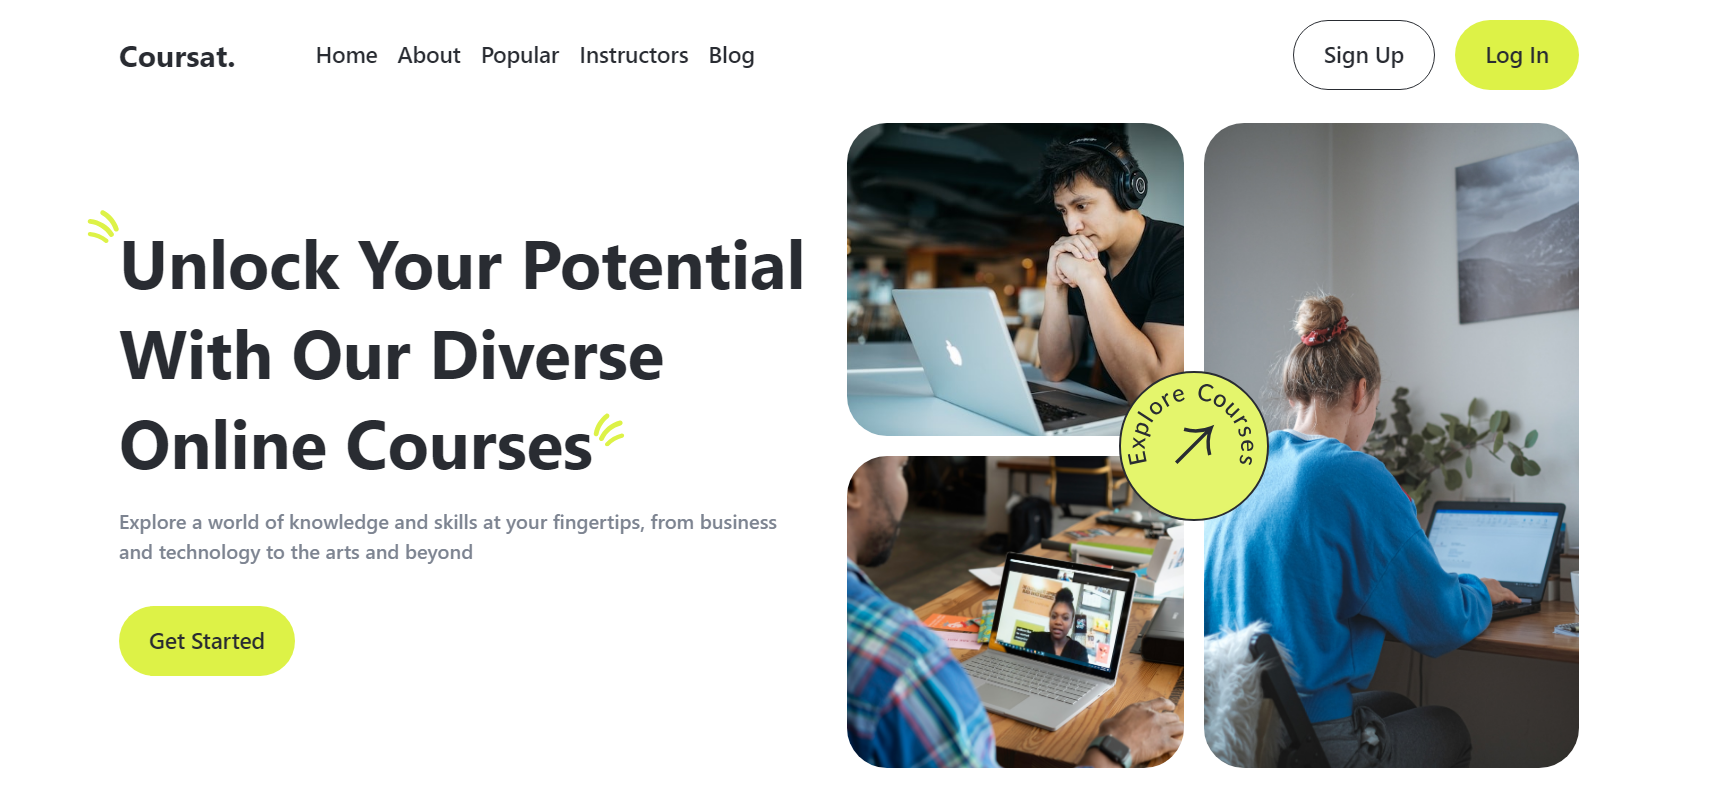 Coursat.
Home About Popular Instructors Blog
Sign Up
Log In
Unlock Your Potential
With Our Diverse
Online Courses
Explore a world of knowledge and skills at your fingertips, from business
and technology to the arts and beyond
Get Started
Explore Courses